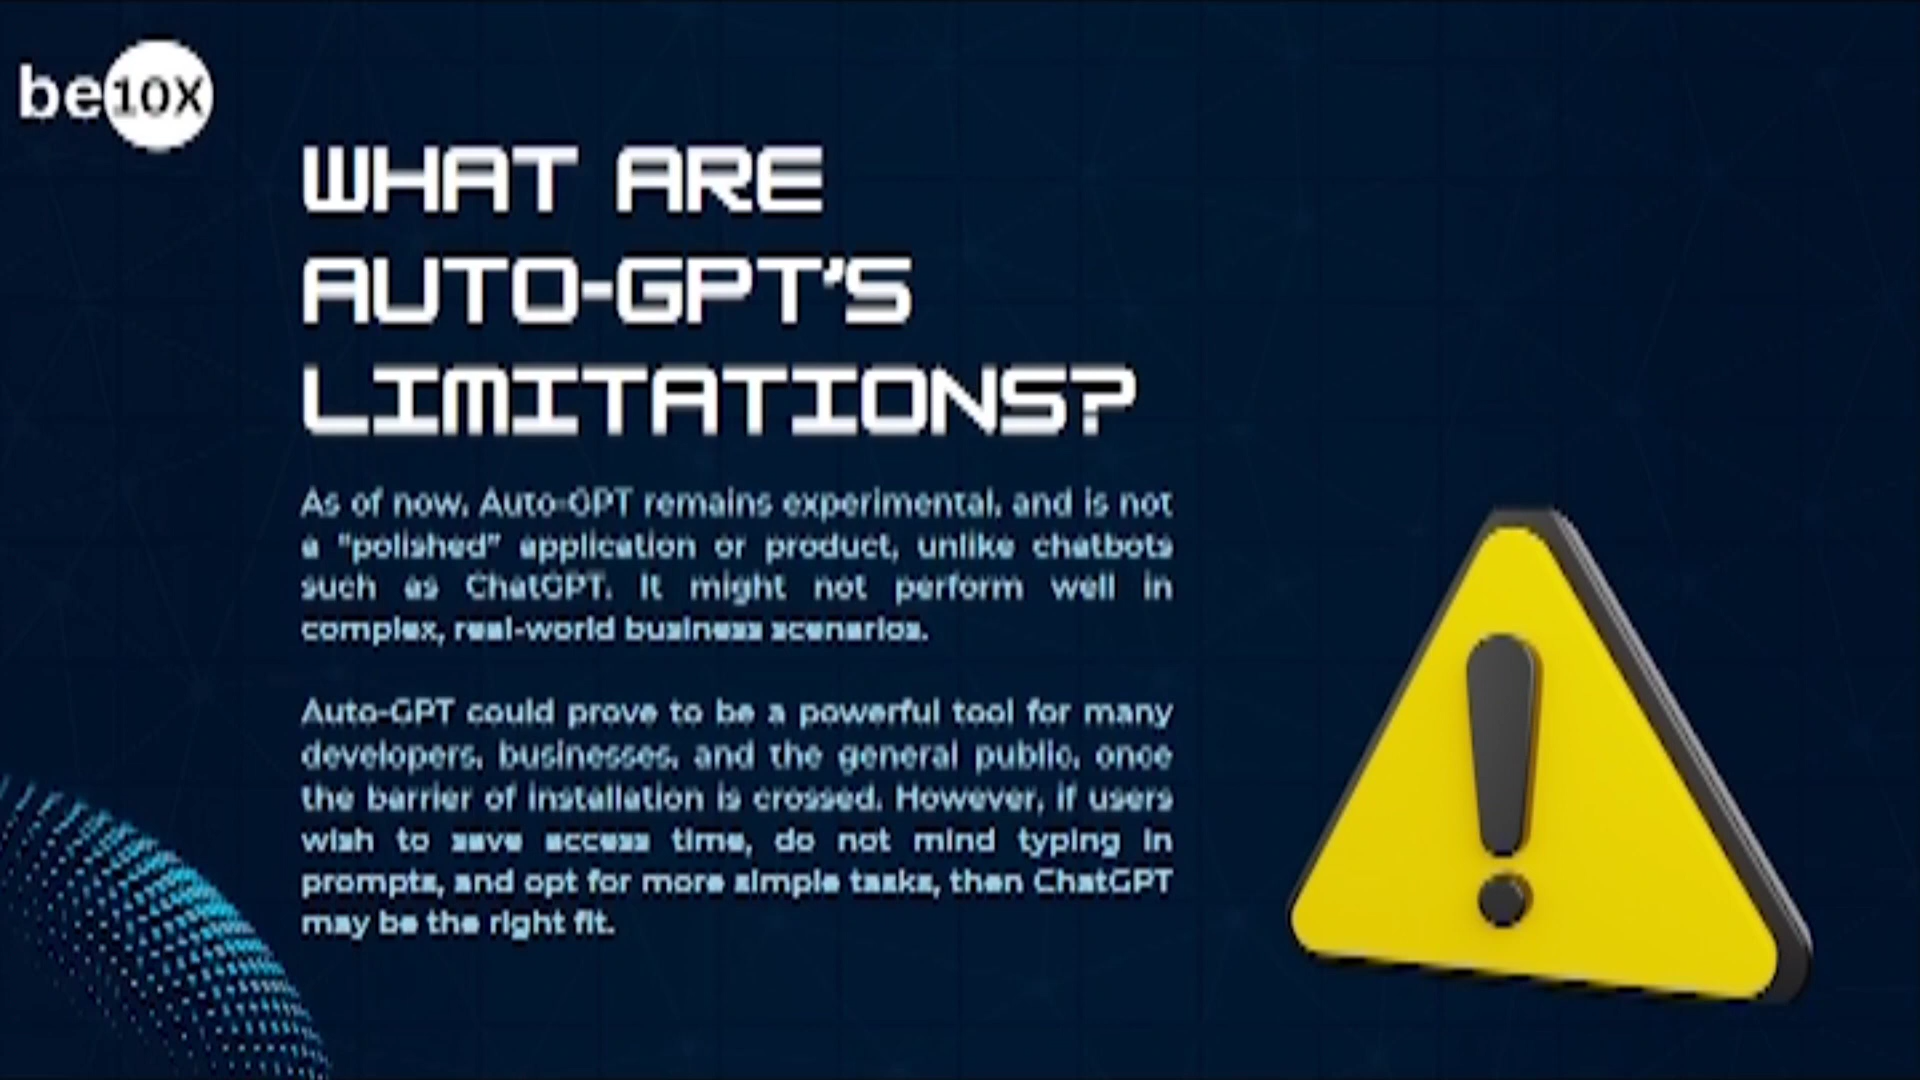 be10X
WHAT ARE
AUTO-GPT'S
LIMITATIONS?
As of now, Auto-GPT remains experimental, and is not
a "polished" application or product, unlike chatbots
such as ChatGPT. It might not perform well in
complex, real-world business scenarios.
Auto-GPT could prove to be a powerful tool for many
developers, businesses, and the general public, once
the barrier of installation is crossed. However, if users
wish to save access time, do not mind typing in
prompts, and opt for more simple tasks, then ChatGPT
may be the right fit.